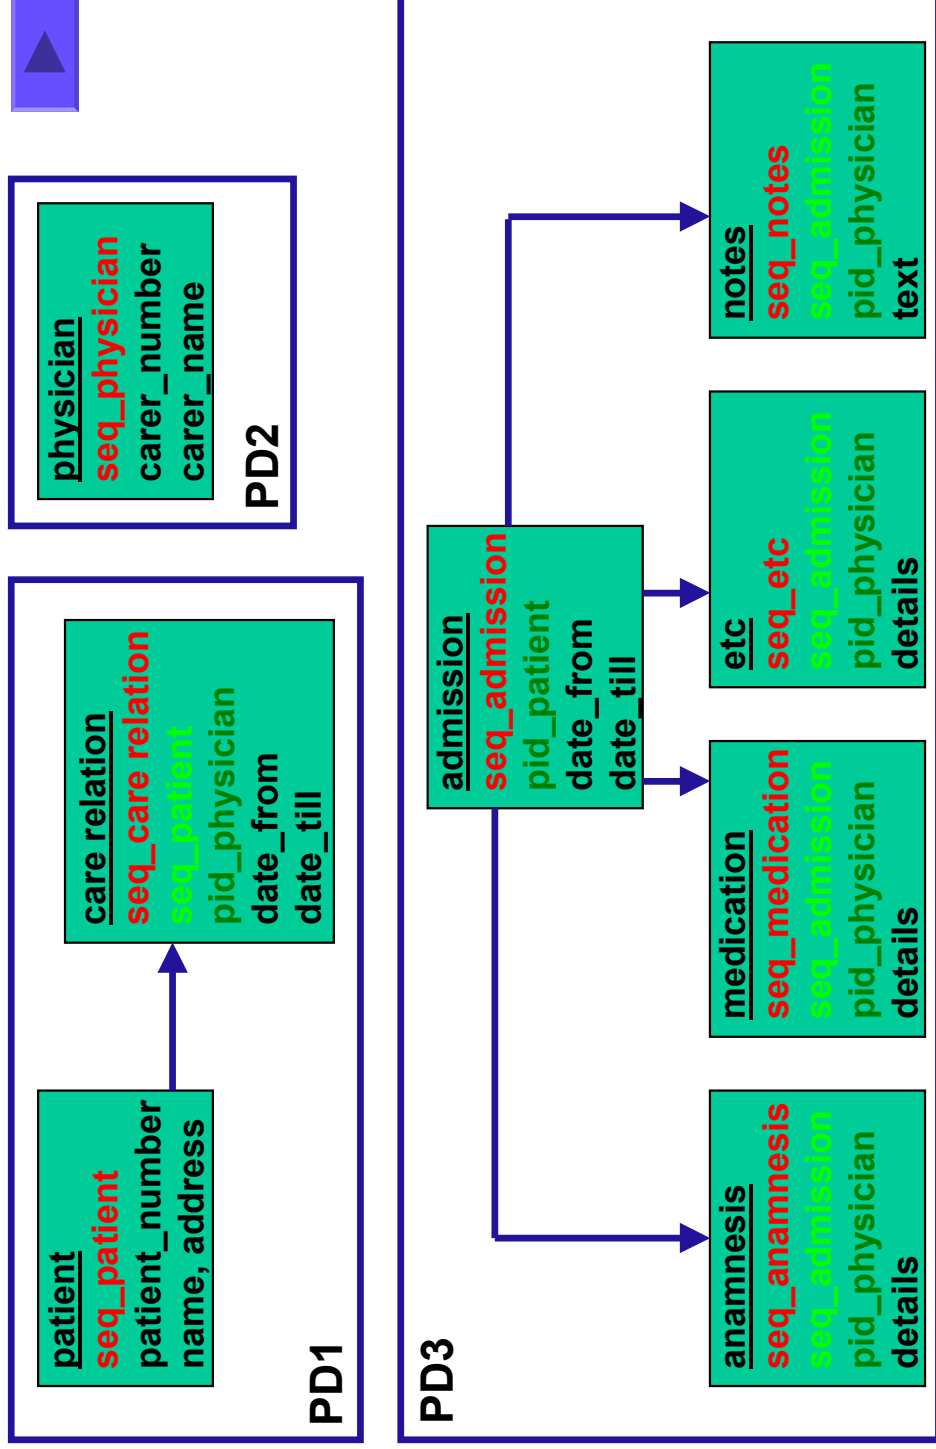 patient
seq_patient
patient_number
name, address
care relation
seq_care relation
seq_patient
pid_physician
date_from
date_till
PD1
physician
seq_physician
carer_number
carer_name
PD2
PD3
admission
seq_admission
pid_patient
date_from
date_till
anamnesis
seq_anamnesis
seq_admission
pid_physician
details
medication
seq_medication
seq_admission
pid_physician
details
etc
seq_etc
seq_admission
pid_physician
details
notes
seq_notes
seq_admission
pid_physician
text